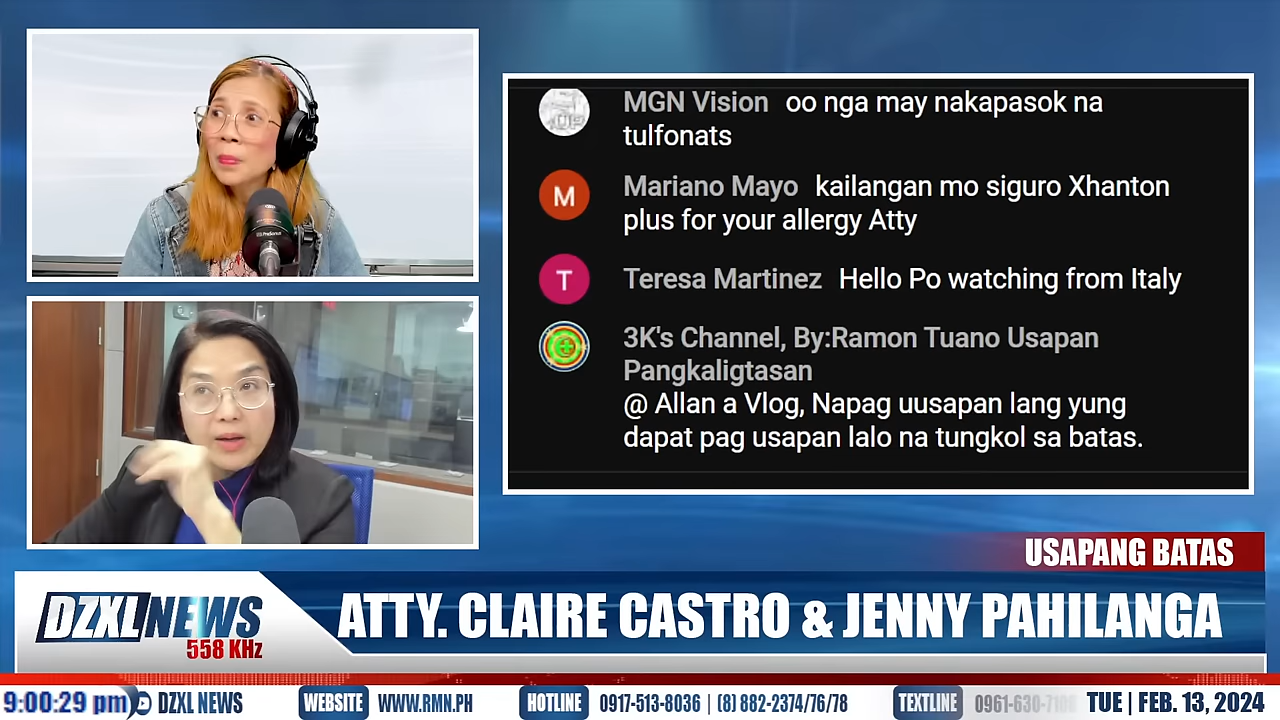 MGN Vision oo nga may nakapasok na
tulfonats
M
Mariano Mayo kailangan mo siguro Xhanton
plus for your allergy Atty
T
Teresa Martinez Hello Po watching from Italy
3K's Channel, By:Ramon Tuano Usapan
Pangkaligtasan
@ Allan a Vlog, Napag uusapan lang yung
dapat pag usapan lalo na tungkol sa batas.
USAPANG BATAS
DZXL NEWS
558 KHz
ATTY. CLAIRE CASTRO & JENNY PAHILANGA
9:00:29 pm DZXL NEWS WEBSITE WWW.RMN.PH HOTLINE 0917-513-8036 | (8) 882-2374/76/78 TEXTLINE 0961-630- TUE | FEB. 13, 2024